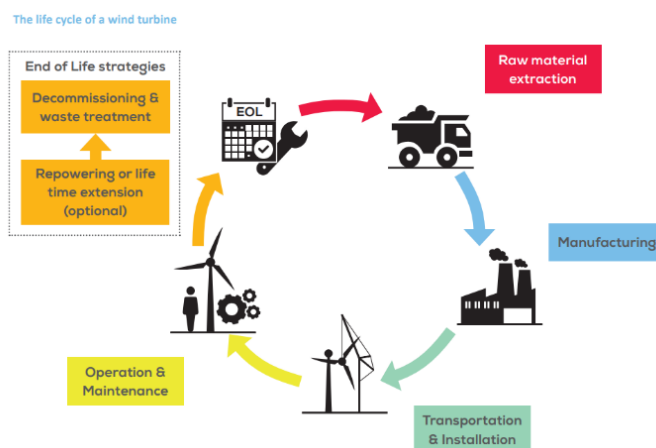 The life cycle of a wind turbine
End of Life strategies
Decommissioning &
waste treatment
Repowering or life
time extension
(optional)
EOL
Raw material
extraction
Manufacturing
Transportation
& Installation
Operation &
Maintenance